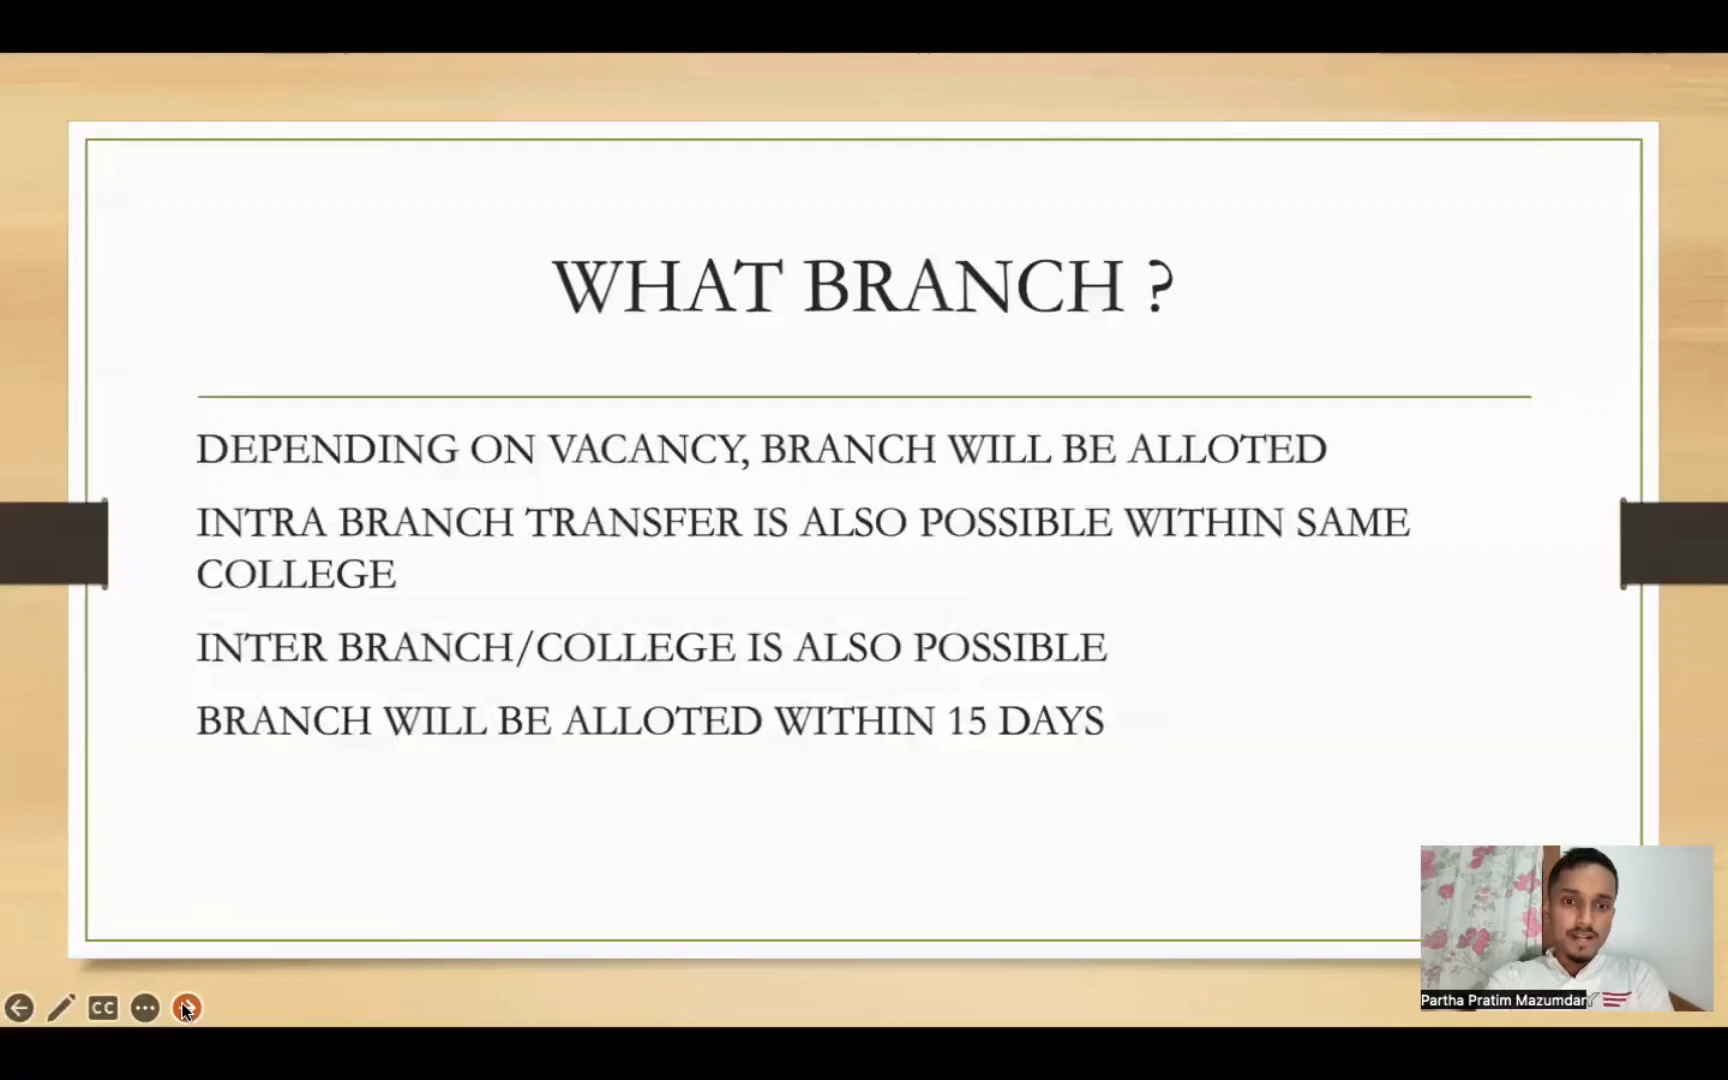 WHAT BRANCH ?
DEPENDING ON VACANCY, BRANCH WILL BE ALLOTED
INTRA BRANCH TRANSFER IS ALSO POSSIBLE WITHIN SAME
COLLEGE
INTER BRANCH/COLLEGE IS ALSO POSSIBLE
BRANCH WILL BE ALLOTED WITHIN 15 DAYS
Partha Pratim Mazumdar
CC